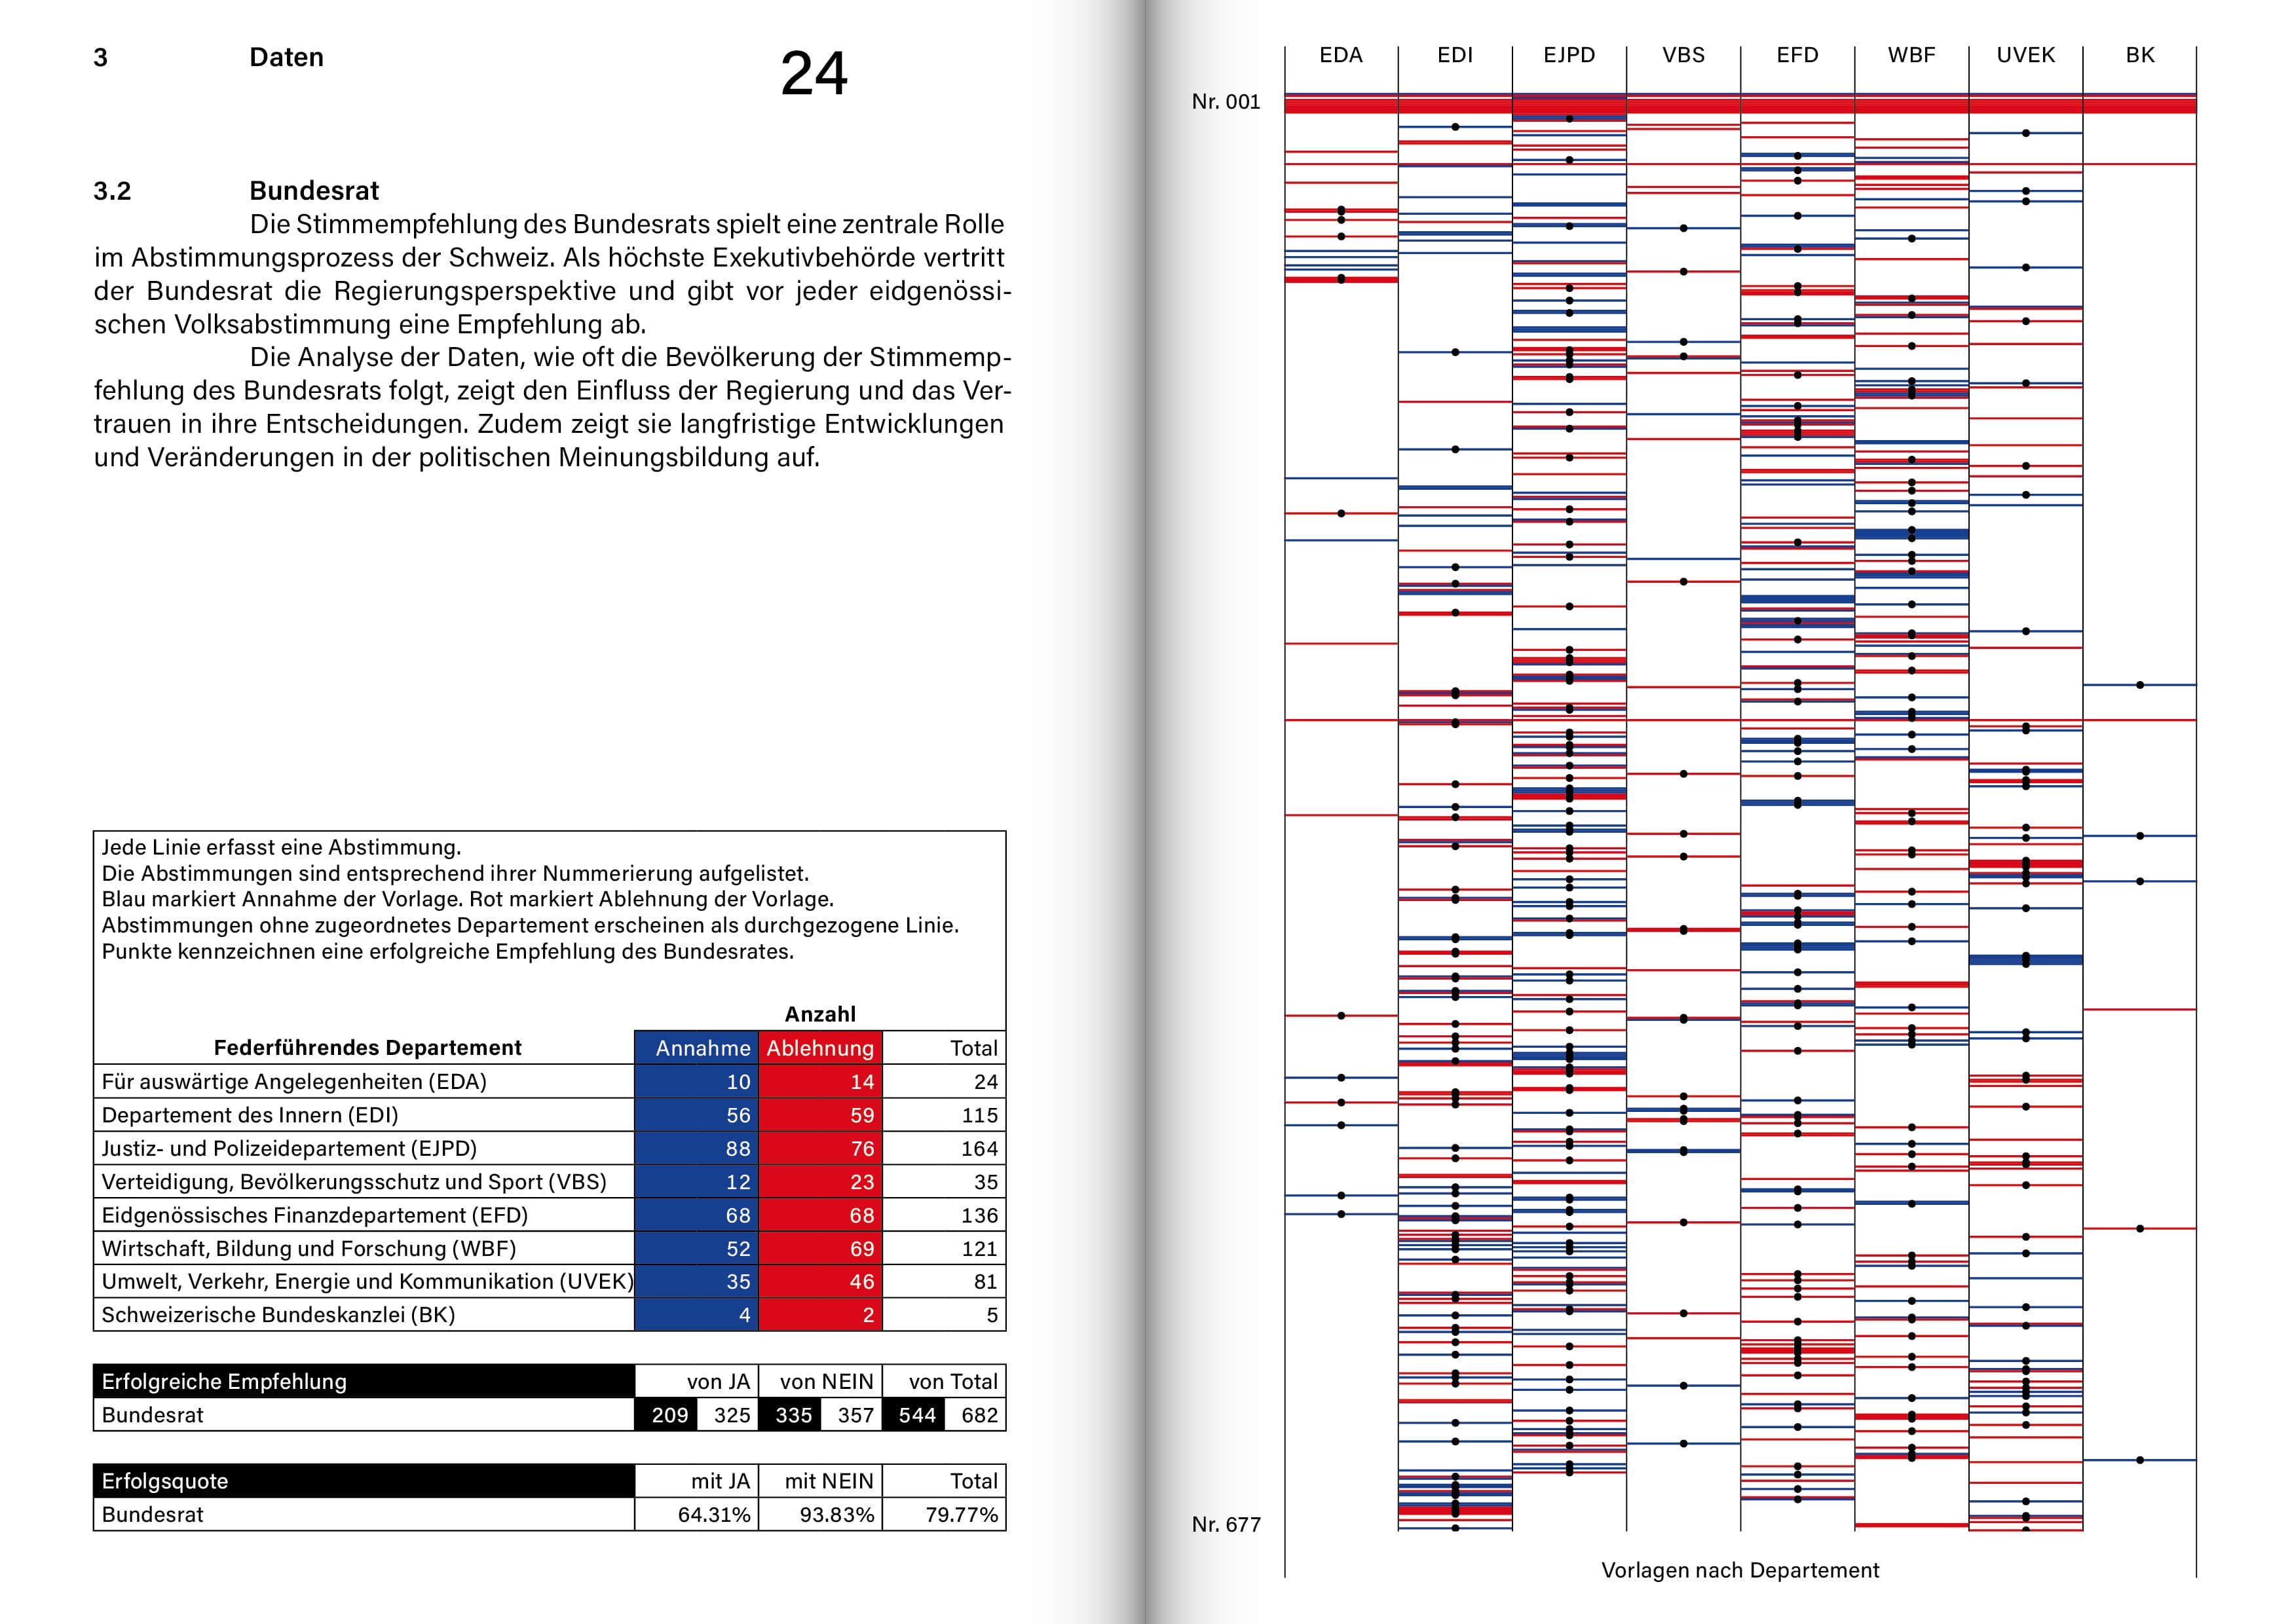 3 Daten 24
3.2 Bundesrat
Die Stimmempfehlung des Bundesrats spielt eine zentrale Rolle
im Abstimmungsprozess der Schweiz. Als höchste Exekutivbehörde vertritt
der Bundesrat die Regierungsperspektive und gibt vor jeder eidgenössi-
schen Volksabstimmung eine Empfehlung ab.
Die Analyse der Daten, wie oft die Bevölkerung der Stimmemp-
fehlung des Bundesrats folgt, zeigt den Einfluss der Regierung und das Ver-
trauen in ihre Entscheidungen. Zudem zeigt sie langfristige Entwicklungen
und Veränderungen in der politischen Meinungsbildung auf.
Jede Linie erfasst eine Abstimmung.
Die Abstimmungen sind entsprechend ihrer Nummerierung aufgelistet.
Blau markiert Annahme der Vorlage. Rot markiert Ablehnung der Vorlage.
Abstimmungen ohne zugeordnetes Departement erscheinen als durchgezogene Linie.
Punkte kennzeichnen eine erfolgreiche Empfehlung des Bundesrates.
Anzahl
Federführendes Departement Annahme Ablehnung Total
Für auswärtige Angelegenheiten (EDA) 10 14 24
Departement des Innern (EDI) 56 59 115
Justiz- und Polizeidepartement (EJPD) 88 76 164
Verteidigung, Bevölkerungsschutz und Sport (VBS) 12 23 35
Eidgenössisches Finanzdepartement (EFD) 68 68 136
Wirtschaft, Bildung und Forschung (WBF) 52 69 121
Umwelt, Verkehr, Energie und Kommunikation (UVEK) 35 46 81
Schweizerische Bundeskanzlei (BK) 4 2 5
Erfolgreiche Empfehlung von JA von NEIN von Total
Bundesrat 209 325 335 357 544 682
Erfolgsquote mit JA mit NEIN Total
Bundesrat 64.31% 93.83% 79.77%
EDA EDI EJPD VBS EFD WBF UVEK BK
Nr. 001
Nr. 677
Vorlagen nach Departement